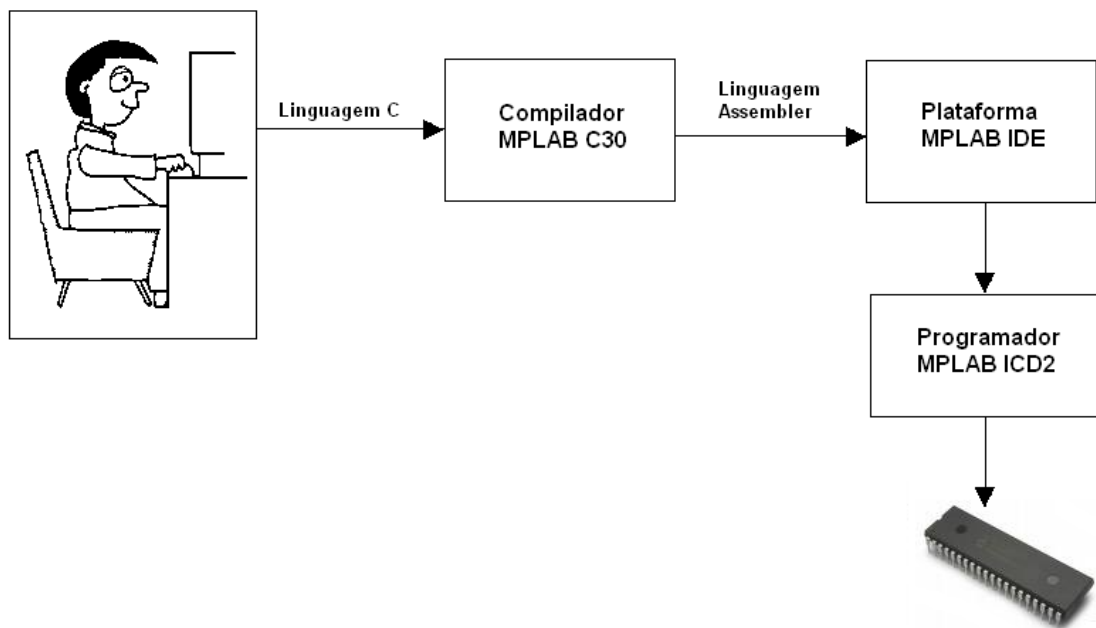 Linguagem C
Compilador
MPLAB C30
Linguagem
Assembler
Plataforma
MPLAB IDE
Programador
MPLAB ICD2